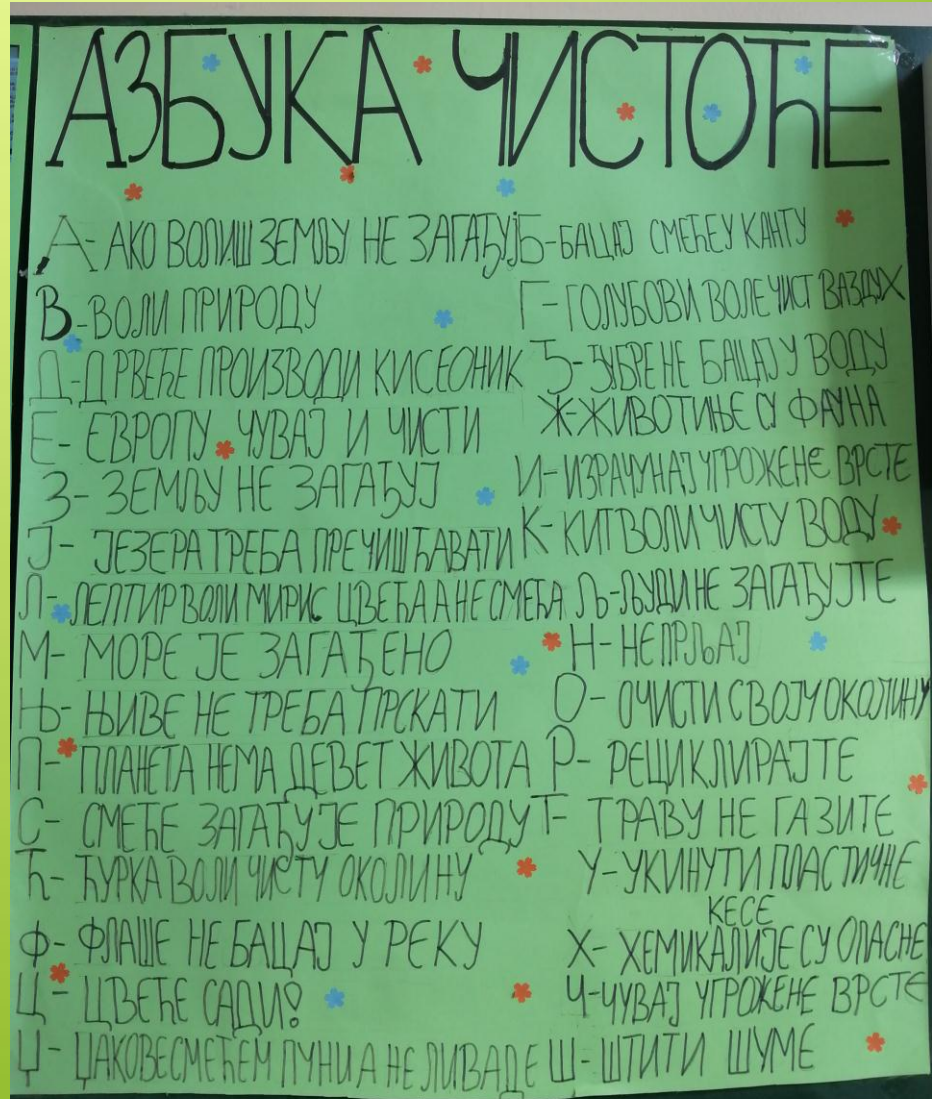 АЗБУКА ЧИСТОЋЕ
А- АКО ВОЛИШ ЗЕМЉУ НЕ ЗАГАЂУЈ
Б- БАЦАЈ СМЕЋЕ У КАНТУ
В- ВОЛИ ПРИРОДУ
Г- ГОЛУБОВИ ВОЛЕ ЧИСТ ВАЗДУХ
Д- ДРВЕЋЕ ПРОИЗВОДИ КИСЕОНИК
Ђ- ЂУБРЕ НЕ БАЦАЈ У ВОДУ
Е- ЕВРОПУ ЧУВАЈ И ЧИСТИ
Ж- ЖИВОТИЊЕ СУ ФАУНА
З- ЗЕМЉУ НЕ ЗАГАЂУЈ
И- ИЗРАЧУНАЈ УГРОЖЕНЕ ВРСТЕ
Ј- ЈЕЗЕРА ТРЕБА ПРЕЧИШЋАВАТИ
К- КИТ ВОЛИ ЧИСТУ ВОДУ
Л- ЛЕПТИР ВОЛИ МИРИС ЦВЕЋА А НЕ СМЕЋА
Љ- ЉУДИ НЕ ЗАГАЂУЈТЕ
М- МОРЕ ЈЕ ЗАГАЂЕНО
Н- НЕ ПРЉАЈ
Њ- ЊИВЕ НЕ ТРЕБА ПРСКАТИ
О- ОЧИСТИ СВОЈУ ОКОЛИНУ
П- ПЛАНЕТА НЕМА ДЕВЕТ ЖИВОТА
Р- РЕЦИКЛИРАЈТЕ
С- СМЕЋЕ ЗАГАЂУЈЕ ПРИРОДУ
Т- ТРАВУ НЕ ГАЗИТЕ
Ћ- ЋУРКА ВОЛИ ЧИСТУ ОКОЛИНУ
У- УКИНУТИ ПЛАСТИЧНЕ
КЕСЕ
Ф- ФЛАШЕ НЕ БАЦАЈ У РЕКУ
Х- ХЕМИКАЛИЈЕ СУ ОПАСНЕ
Ц- ЦВЕЋЕ САДИ!
Ч- ЧУВАЈ УГРОЖЕНЕ ВРСТЕ
Џ- ЏАКОВЕ СМЕЋЕМ ПУНИ А НЕ ЛИВАДЕ
Ш- ШТИТИ ШУМЕ